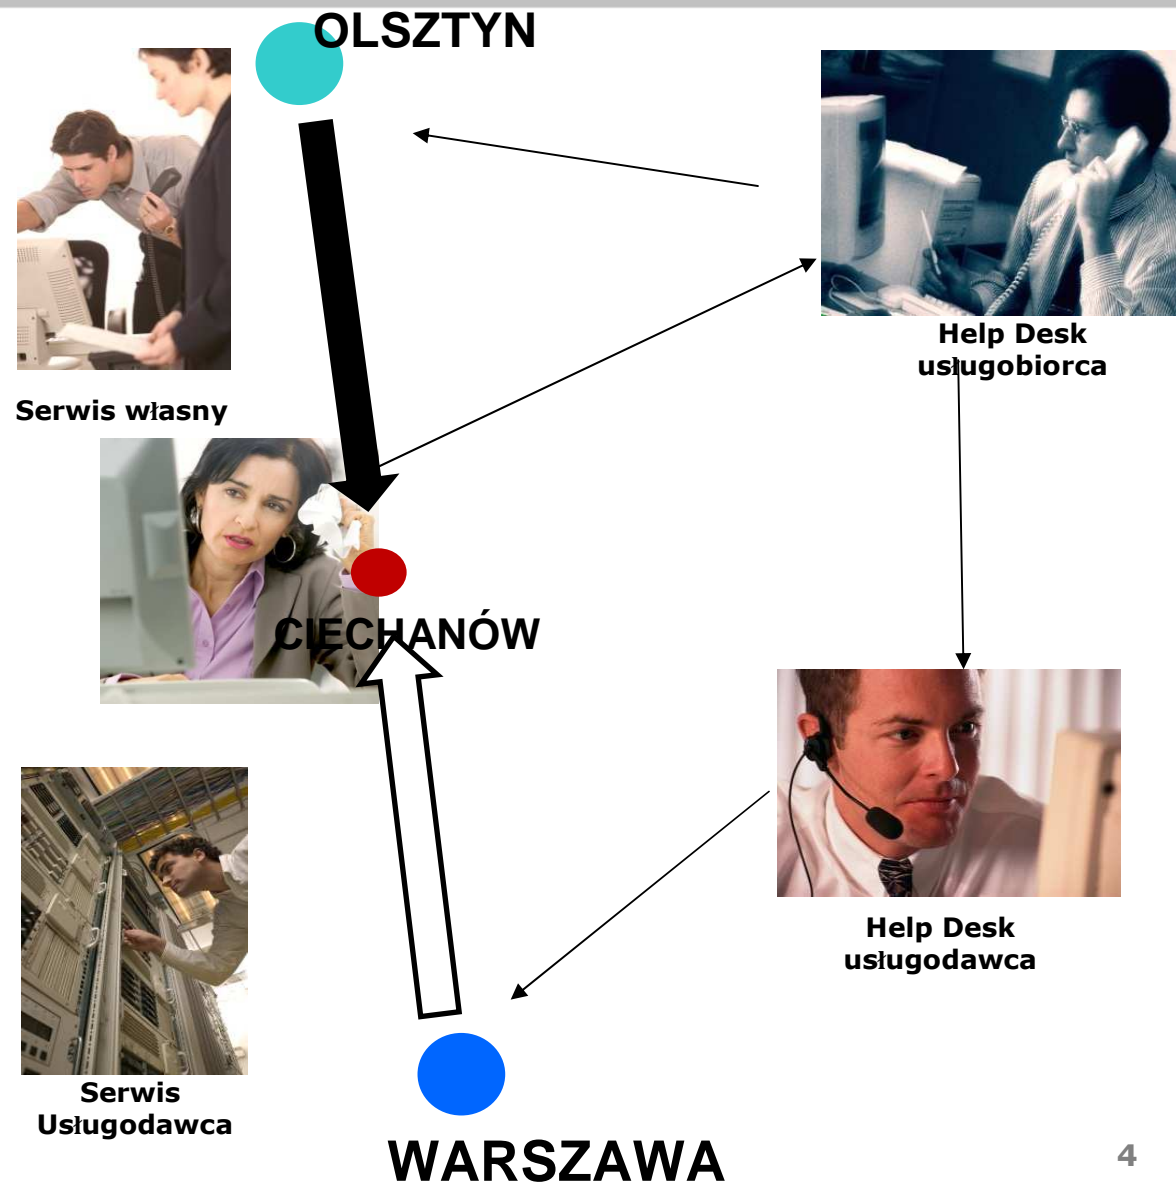 OLSZTYN
Help Desk
usługobiorca
Serwis własny
CIECHANÓW
Help Desk
usługodawca
Serwis
Usługodawca
WARSZAWA
4